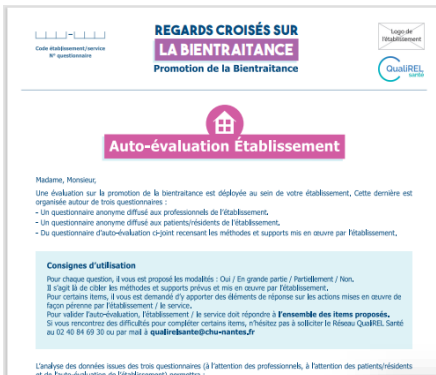 REGARDS CROISÉS SUR
LA BIENTRAITANCE
Promotion de la Bientraitance
Code établissement/service
N° questionnaire
Logo de
l'établissement
QualiREL
santé
Auto-évaluation Établissement
Madame, Monsieur,
Une évaluation sur la promotion de la bientraitance est déployée au sein de votre établissement. Cette dernière est
organisée autour de trois questionnaires :
- Un questionnaire anonyme diffusé aux professionnels de l'établissement.
- Un questionnaire anonyme diffusé aux patients/résidents de l'établissement.
- Du questionnaire d'auto-évaluation ci-joint recensant les méthodes et supports mis en œuvre par l'établissement.
Consignes d'utilisation
Pour chaque question, il vous est proposé les modalités : Oui / En grande partie / Partiellement / Non.
Il s'agit là de cibler les méthodes et supports prévus et mis en œuvre par l'établissement.
Pour certains items, il vous est demandé d'y apporter des éléments de réponse sur les actions mises en œuvre de
façon pérenne par l'établissement / le service.
Pour valider l'auto-évaluation, l'établissement / le service doit répondre à l'ensemble des items proposés.
Si vous rencontrez des difficultés pour compléter certains items, n'hésitez pas à solliciter le Réseau QualiREL Santé
au 02 40 84 69 30 ou par mail à qualirelsante@chu-nantes.fr
L'analyse des données issues des trois questionnaires (à l'attention des professionnels, à l'attention des patients/résidents
et de l'auto-évaluation de l'établissement) permettra :